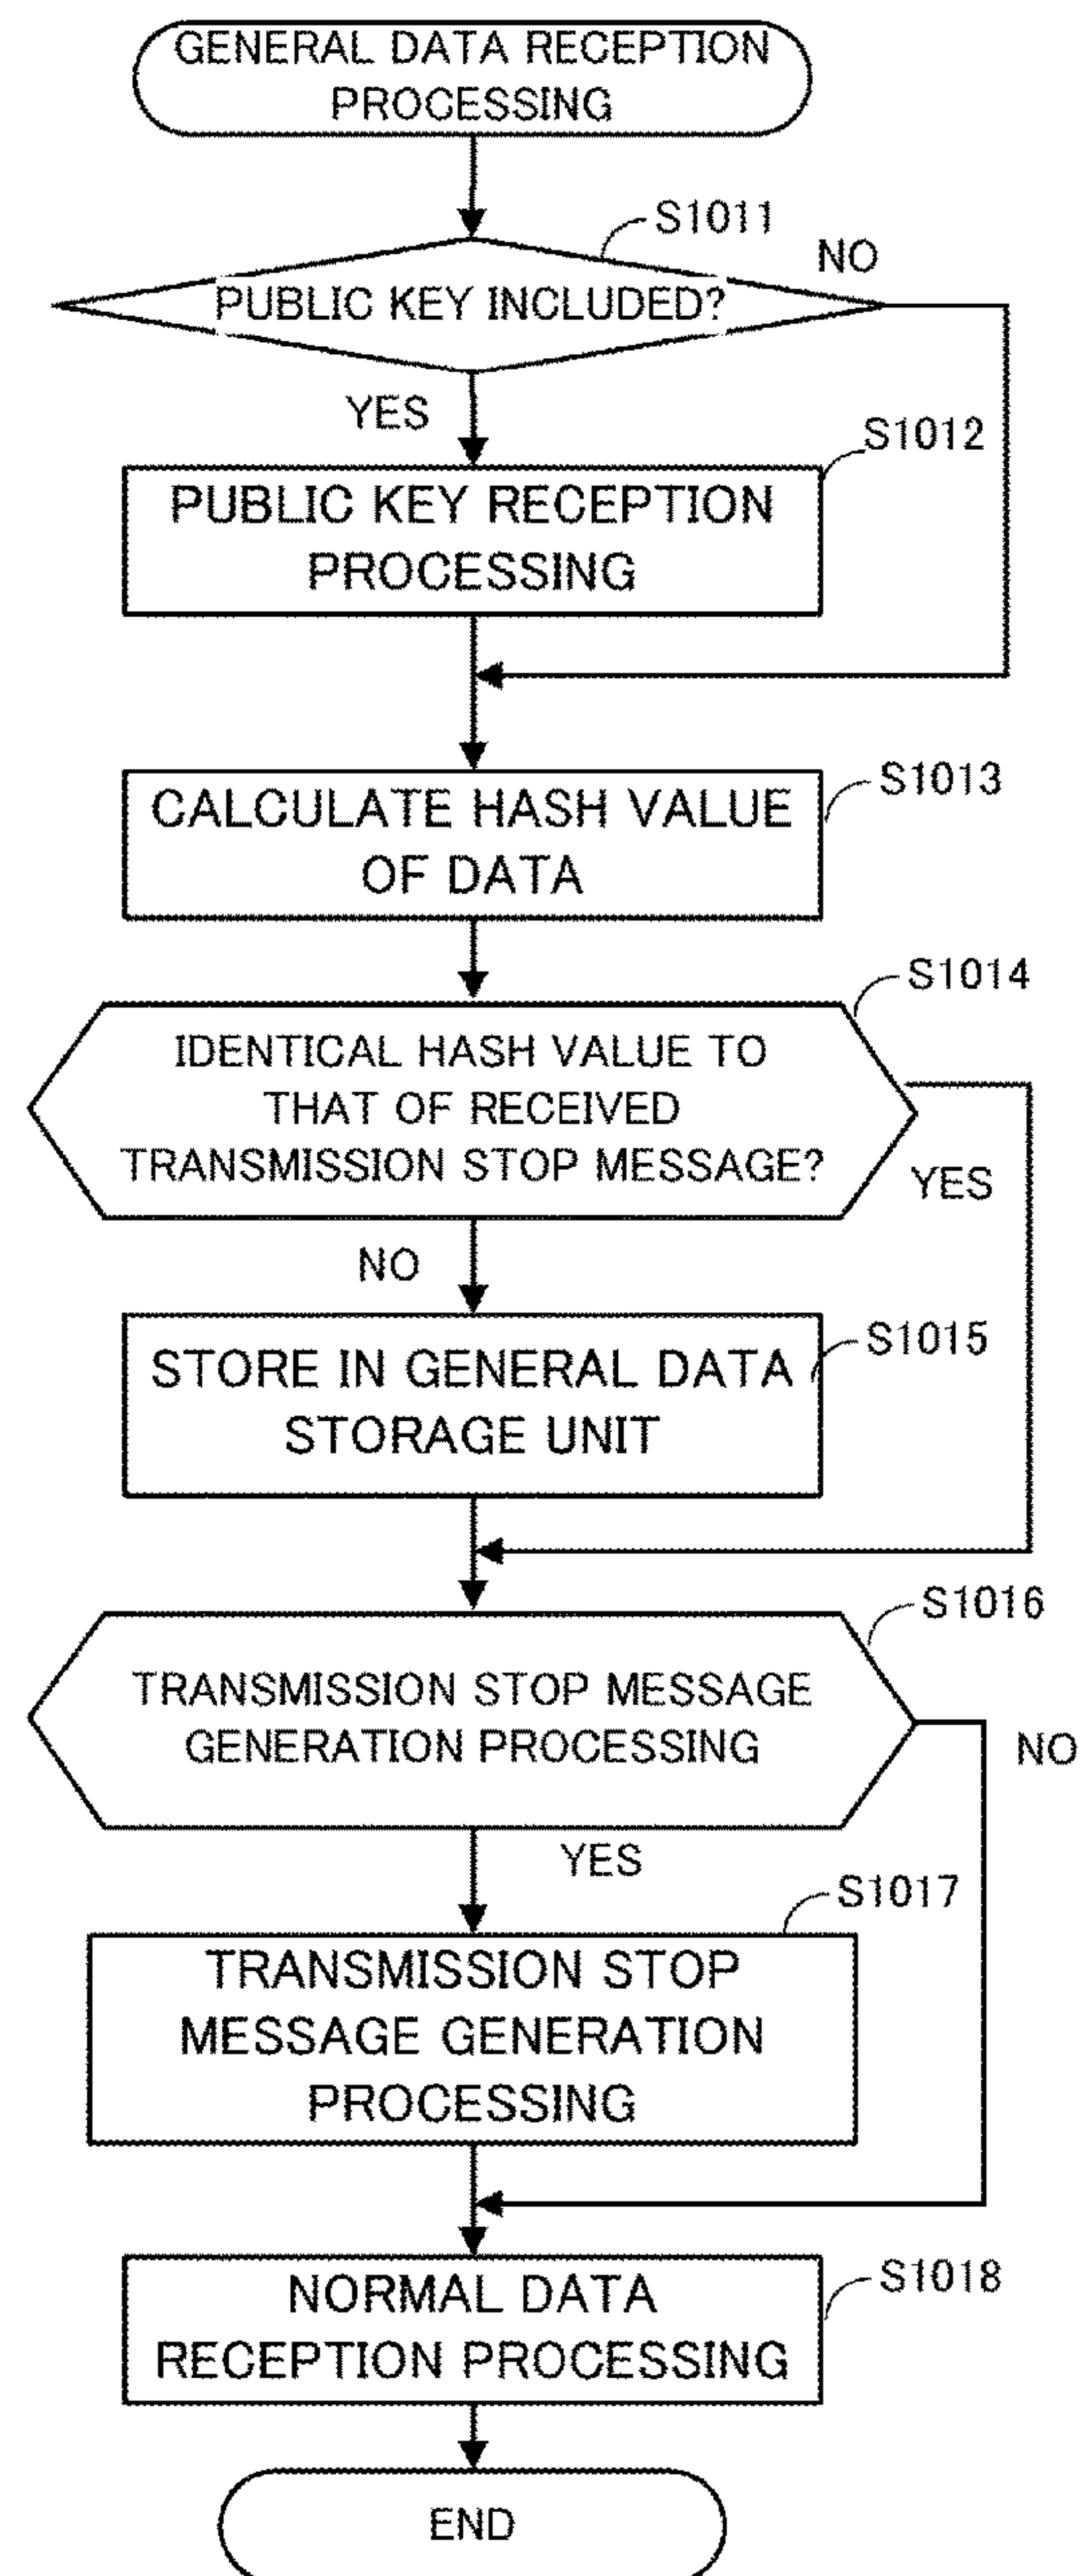 GENERAL DATA RECEPTION
PROCESSING
S1011
NO
PUBLIC KEY INCLUDED?
YES
S1012
PUBLIC KEY RECEPTION
PROCESSING
S1013
CALCULATE HASH VALUE
OF DATA
S1014
IDENTICAL HASH VALUE TO
THAT OF RECEIVED
TRANSMISSION STOP MESSAGE?
YES
NO
S1015
STORE IN GENERAL DATA
STORAGE UNIT
S1016
TRANSMISSION STOP MESSAGE
GENERATION PROCESSING
NO
YES
S1017
TRANSMISSION STOP
MESSAGE GENERATION
PROCESSING
S1018
NORMAL DATA
RECEPTION PROCESSING
END